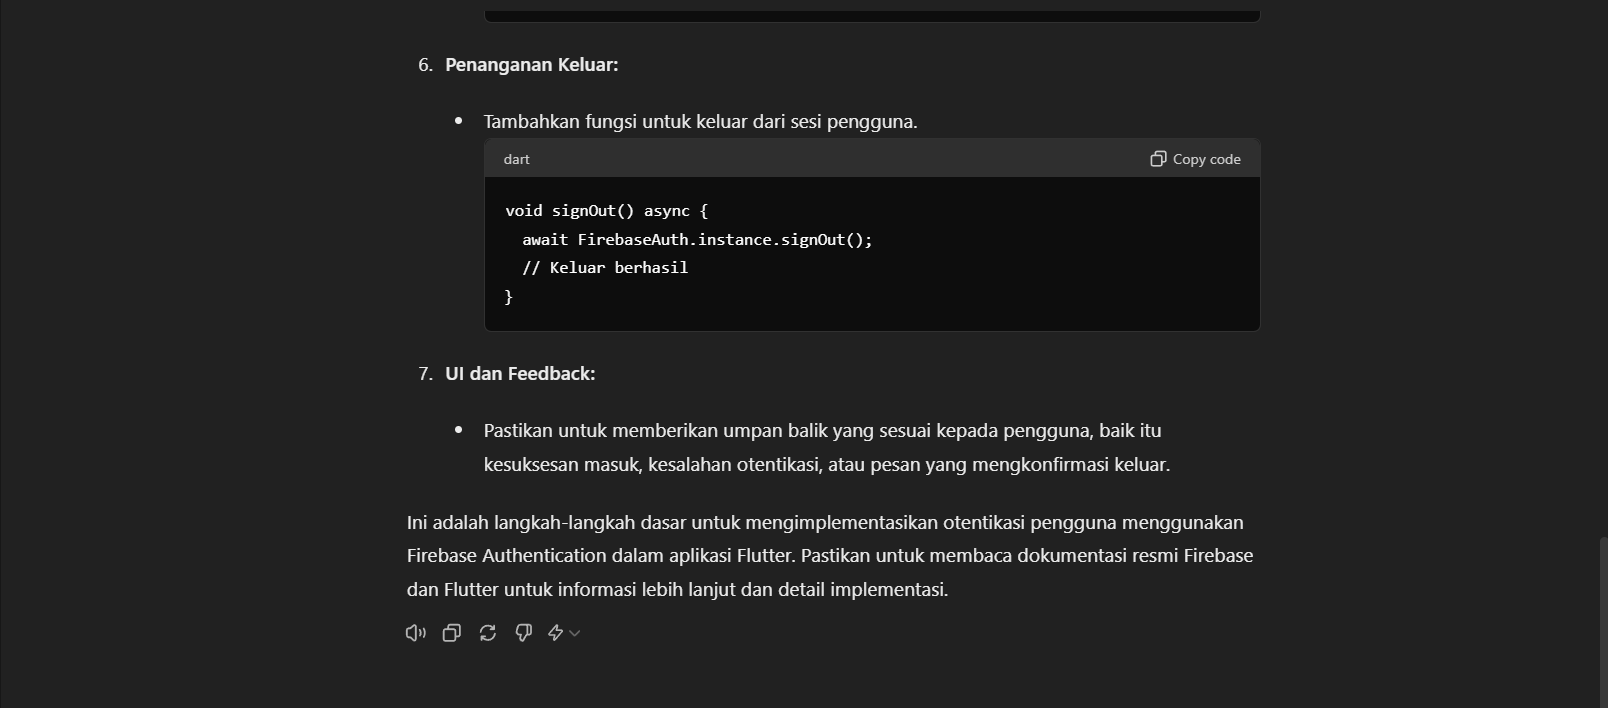 6. Penanganan Keluar:
• Tambahkan fungsi untuk keluar dari sesi pengguna.
dart
Copy code
void signOut() async {
  await FirebaseAuth.instance.signOut();
  // Keluar berhasil
}
7. UI dan Feedback:
• Pastikan untuk memberikan umpan balik yang sesuai kepada pengguna, baik itu
kesuksesan masuk, kesalahan otentikasi, atau pesan yang mengkonfirmasi keluar.
Ini adalah langkah-langkah dasar untuk mengimplementasikan otentikasi pengguna menggunakan
Firebase Authentication dalam aplikasi Flutter. Pastikan untuk membaca dokumentasi resmi Firebase
dan Flutter untuk informasi lebih lanjut dan detail implementasi.